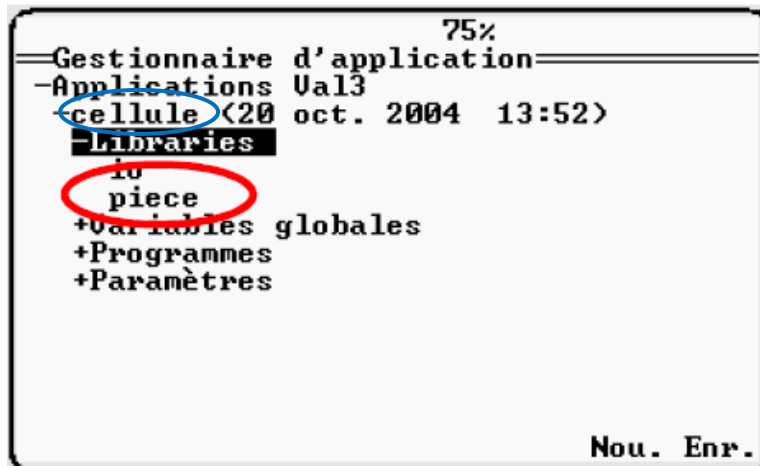 75%
Gestionnaire d'application
-Applications Val3
-cellule (20 oct. 2004 13:52)
-Libraries
io
piece
+Variables globales
+Programmes
+Paramètres
Nou. Enr.